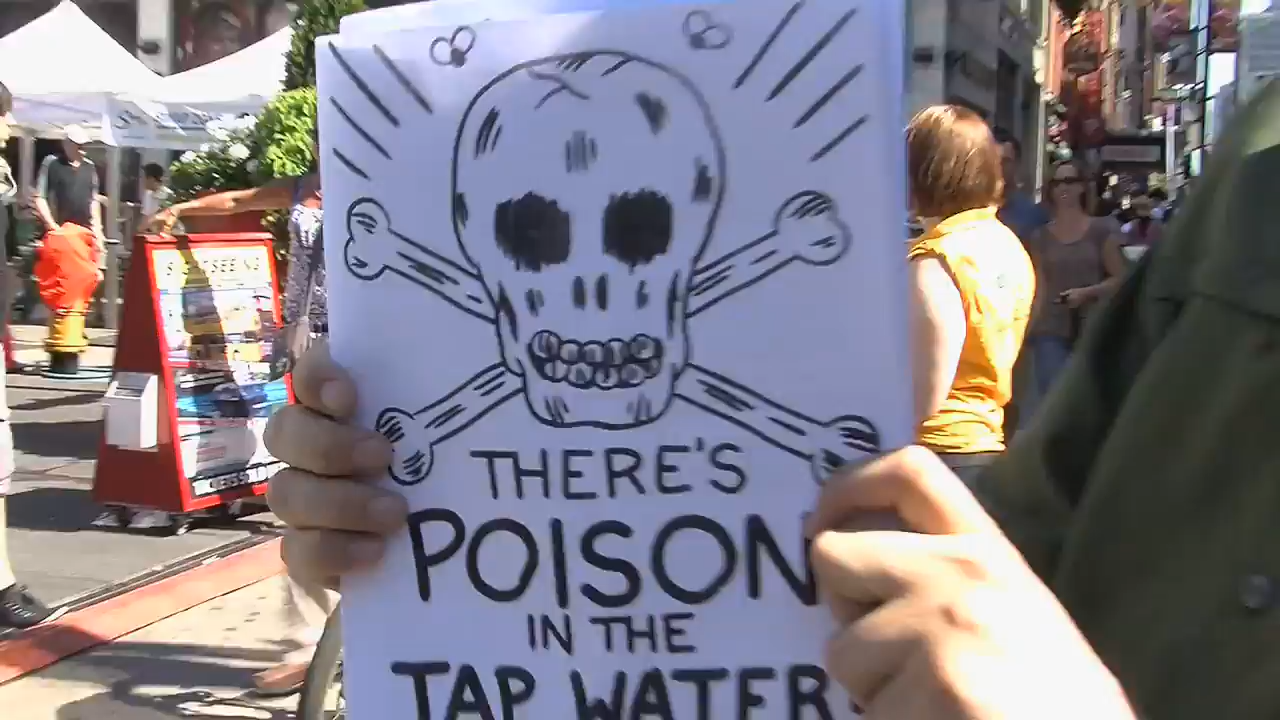 THERE'S
POISON
IN THE
TAP WATER